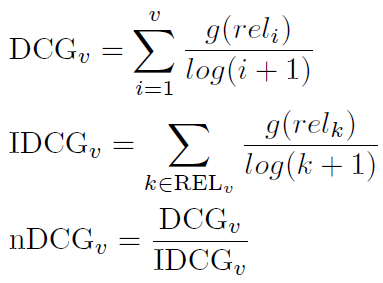 DCG_v = \sum_{i=1}^{v} \frac{g(rel_i)}{log(i + 1)}
IDCG_v = \sum_{k \in REL_v} \frac{g(rel_k)}{log(k + 1)}
nDCG_v = \frac{DCG_v}{IDCG_v}